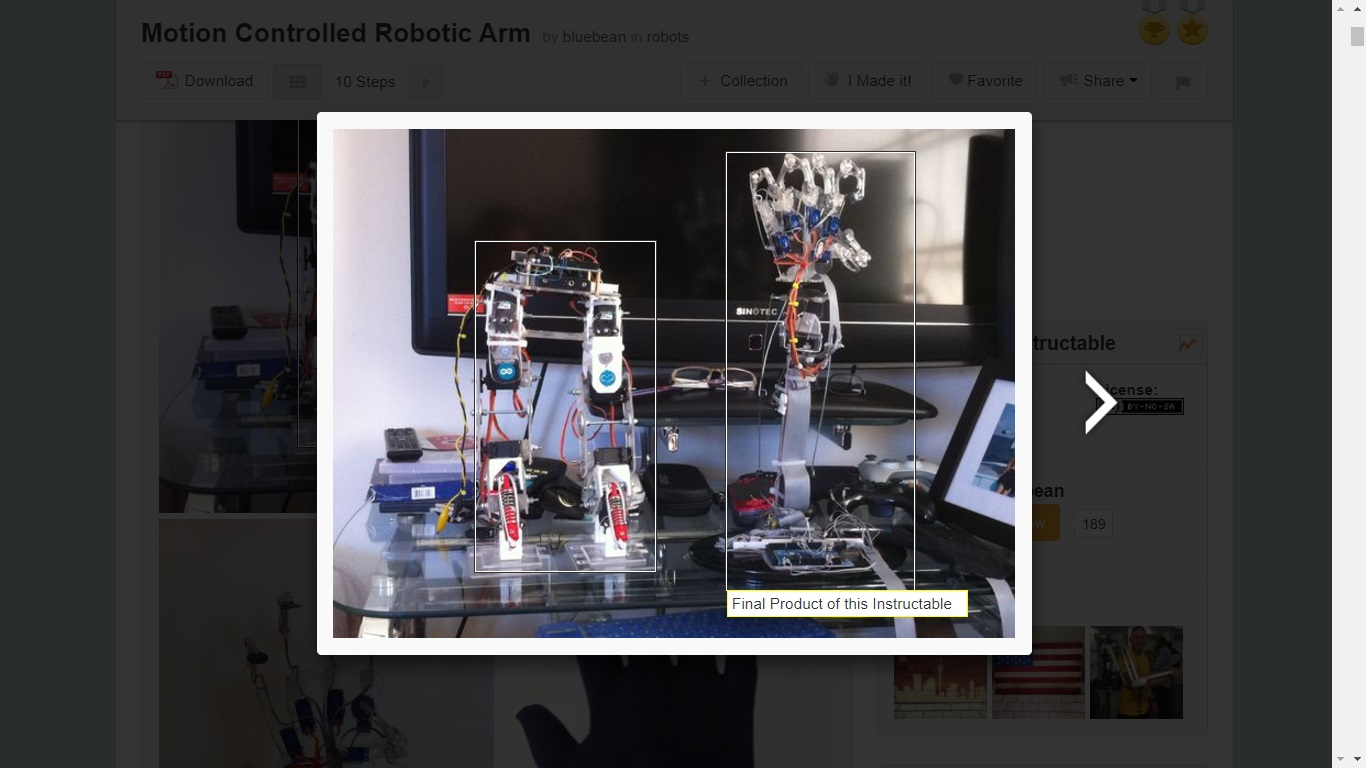 Motion Controlled Robotic Arm by bluebean in robots
Download
10 Steps
Collection
I Made it!
Favorite
Share
SINOTEC
Final Product of this Instructable
tructable
icense:
BY-NC-SA
ean
189